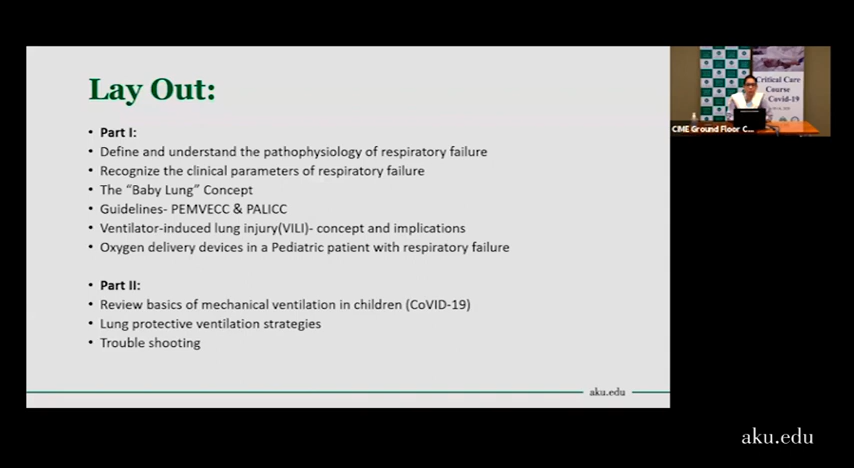 Lay Out:
• Part I:
• Define and understand the pathophysiology of respiratory failure
• Recognize the clinical parameters of respiratory failure
• The “Baby Lung” Concept
• Guidelines- PEMVECC & PALICC
• Ventilator-induced lung injury(VILI)- concept and implications
• Oxygen delivery devices in a Pediatric patient with respiratory failure
• Part II:
• Review basics of mechanical ventilation in children (CoVID-19)
• Lung protective ventilation strategies
• Trouble shooting
aku.edu
Critical Care
Course
Covid-19
CIME Ground Floor C...
aku.edu